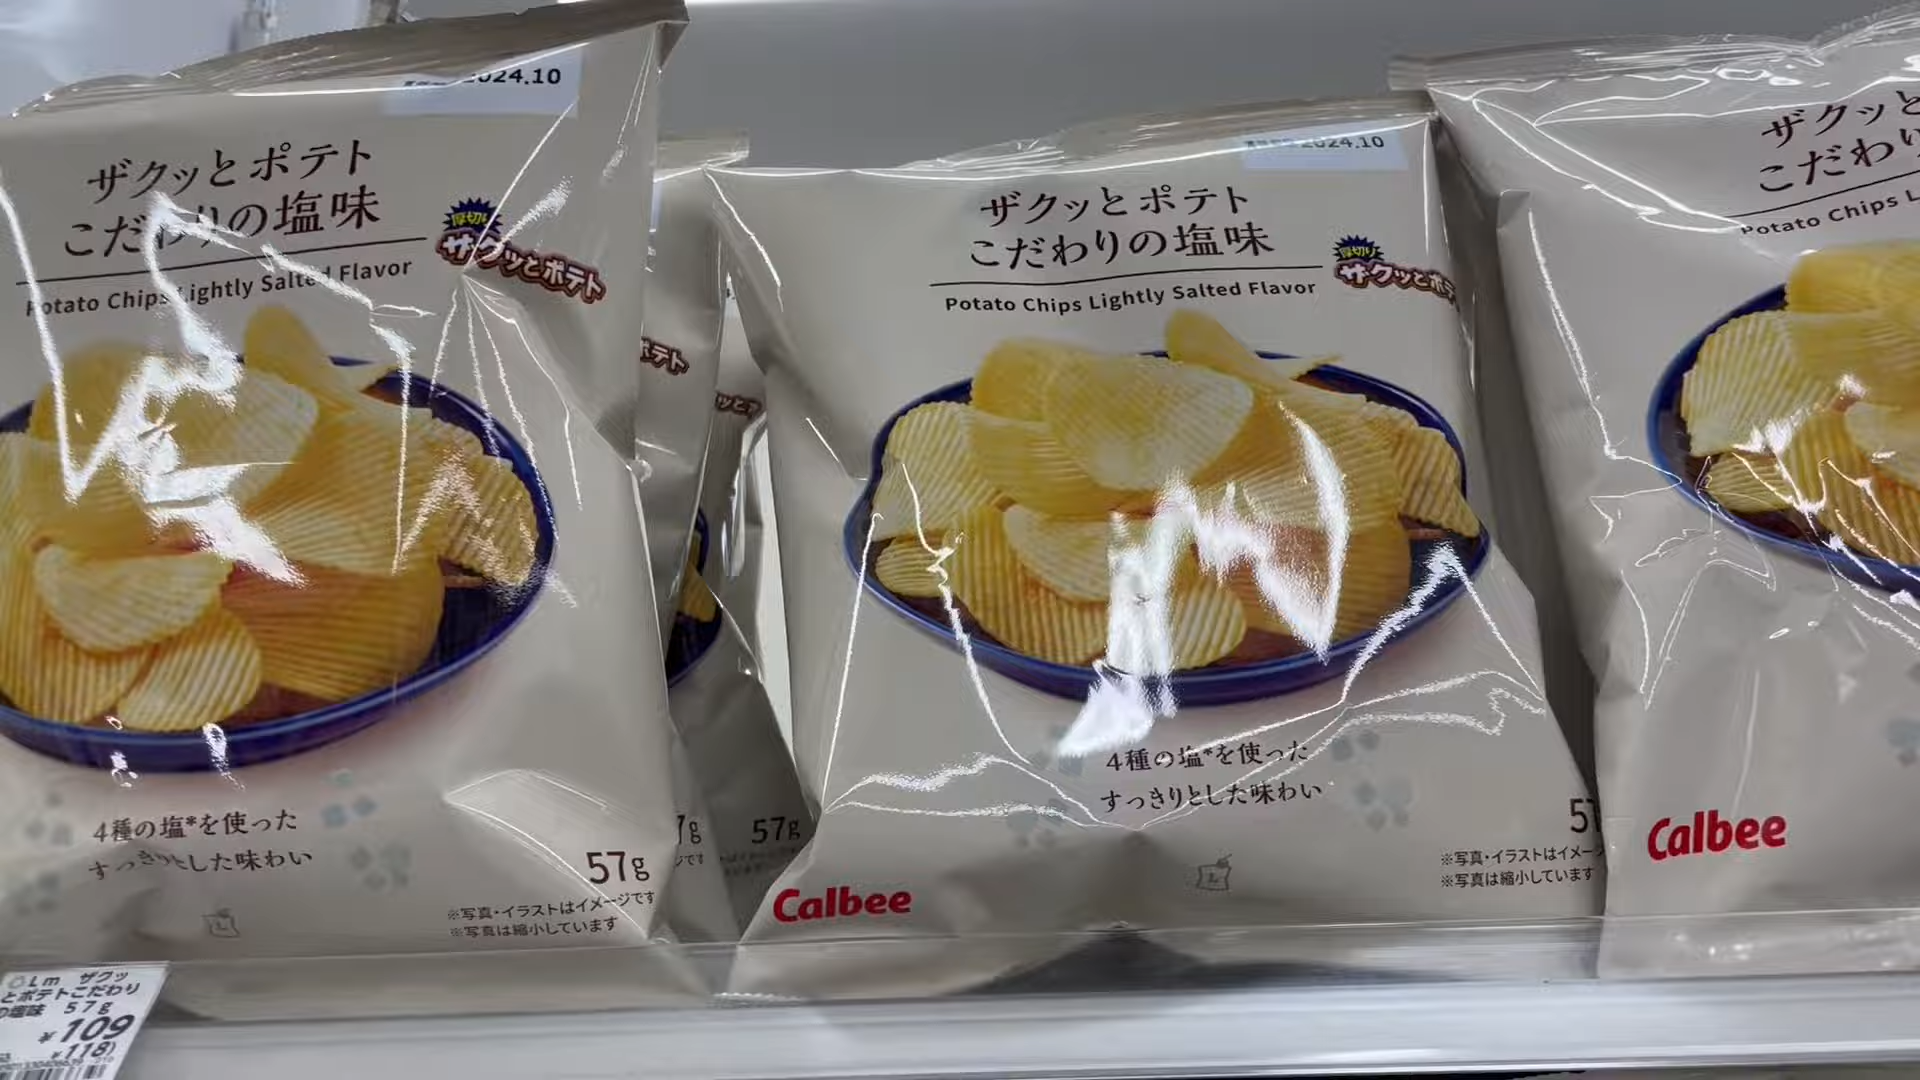 2024.10
ザクッとポテト
こだわりの塩味
Potato Chips Lightly Salted Flavor
厚切り
ザクッとポテト
4種の塩*を使った
すっきりとした味わい
57g
※写真・イラストはイメージです
※写真は縮小しています
ポテト
7g
57g
2024.10
ザクッとポテト
こだわりの塩味
Potato Chips Lightly Salted Flavor
厚切り
ザクッとポテ
4種の塩*を使った
すっきりとした味わい
Calbee
57
※写真・イラストはイメージ
※写真は縮小しています
ザクッと
こだわり
Potato Chips L
Calbee
Lm ザクッ
とポテトこだわり
の塩味 57g
¥109
¥118)